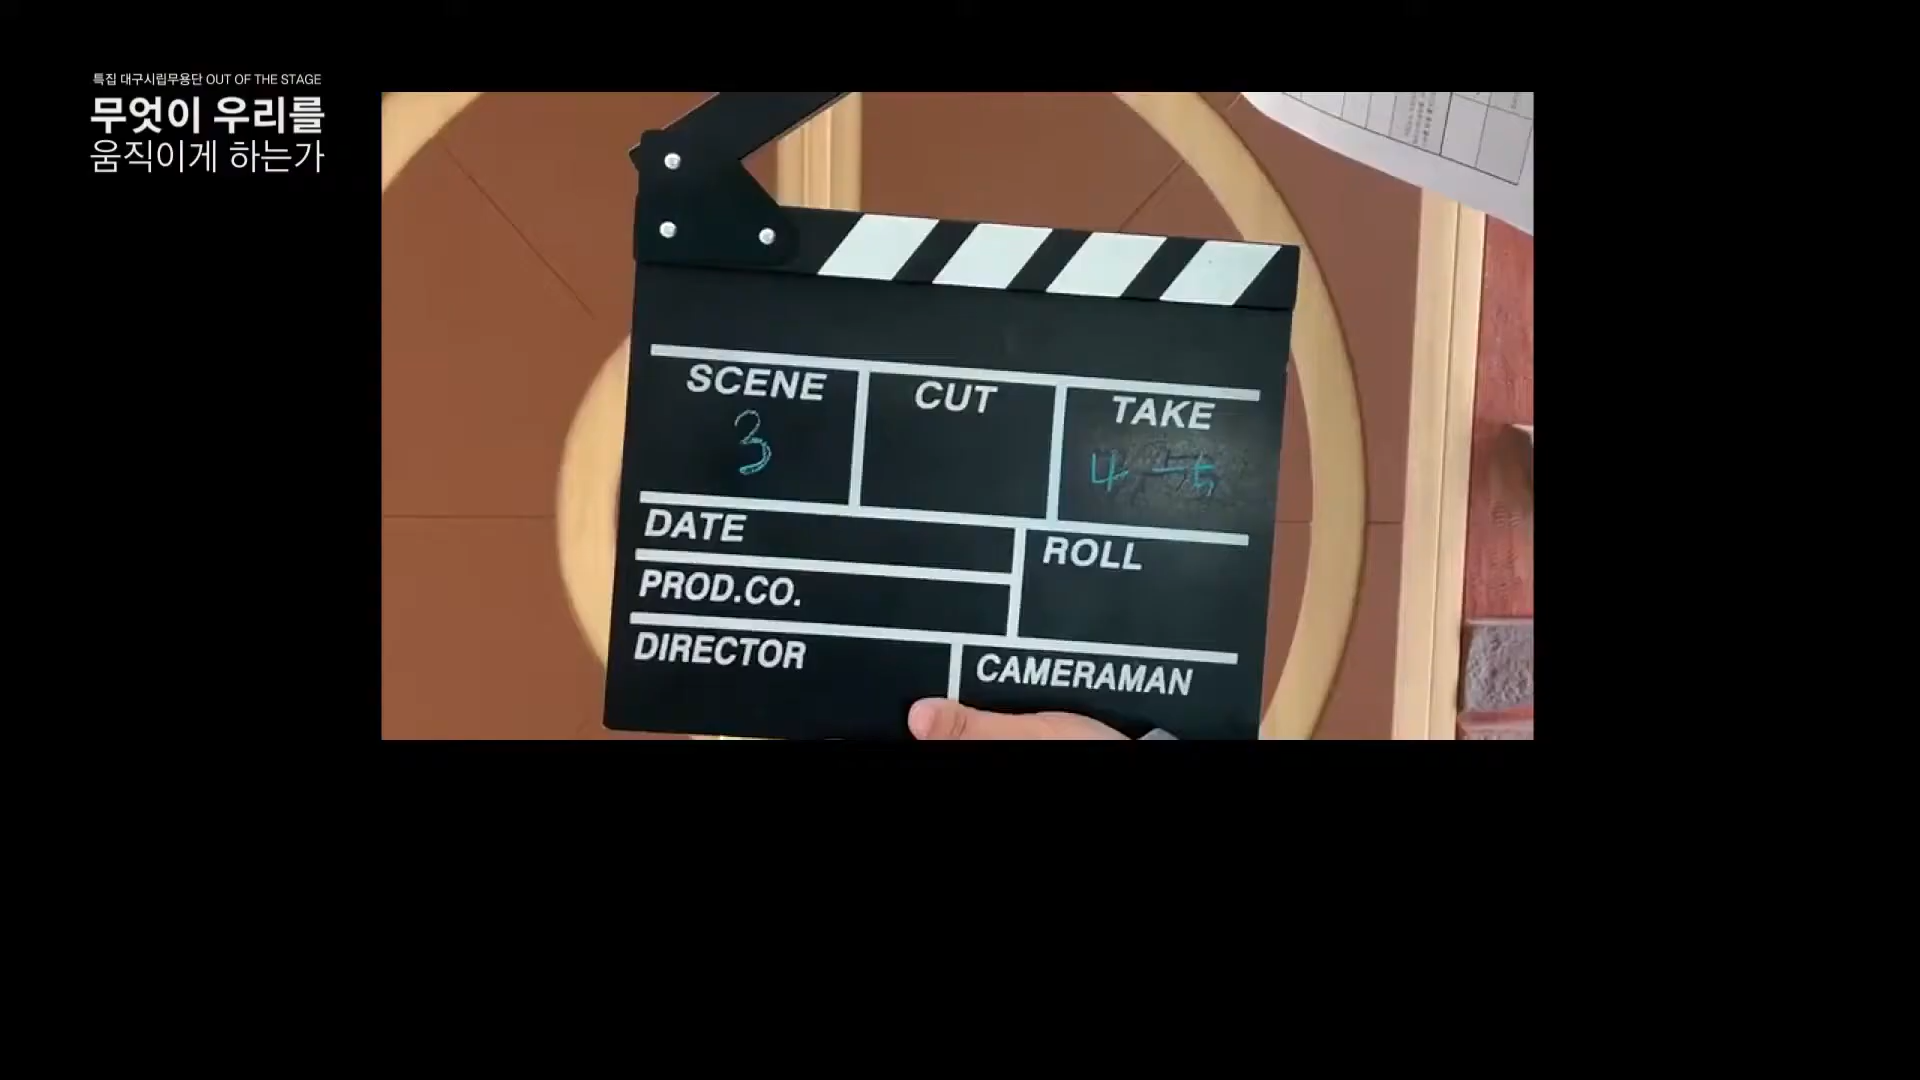 특집 대구시립무용단 OUT OF THE STAGE
무엇이 우리를
움직이게 하는가
SCENE
3
CUT
TAKE
4
DATE
ROLL
PROD.CO.
DIRECTOR
CAMERAMAN